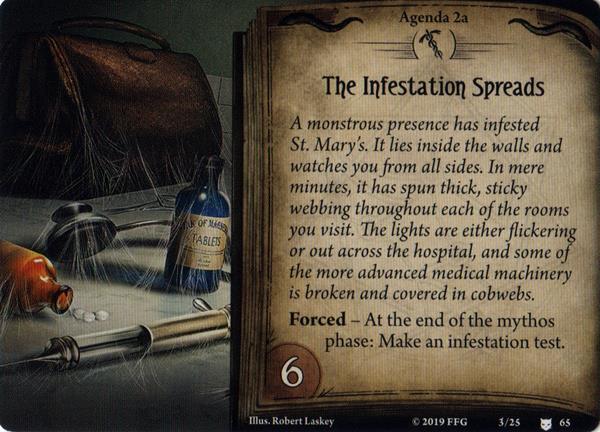 Agenda 2a
The Infestation Spreads
A monstrous presence has infested
St. Mary's. It lies inside the walls and
watches you from all sides. In mere
minutes, it has spun thick, sticky
webbing throughout each of the rooms
you visit. The lights are either flickering
or out across the hospital, and some of
the more advanced medical machinery
is broken and covered in cobwebs.
Forced – At the end of the mythos
phase: Make an infestation test.
6
OF
TABLETS
Illus. Robert Laskey
© 2019 FFG
3/25
65